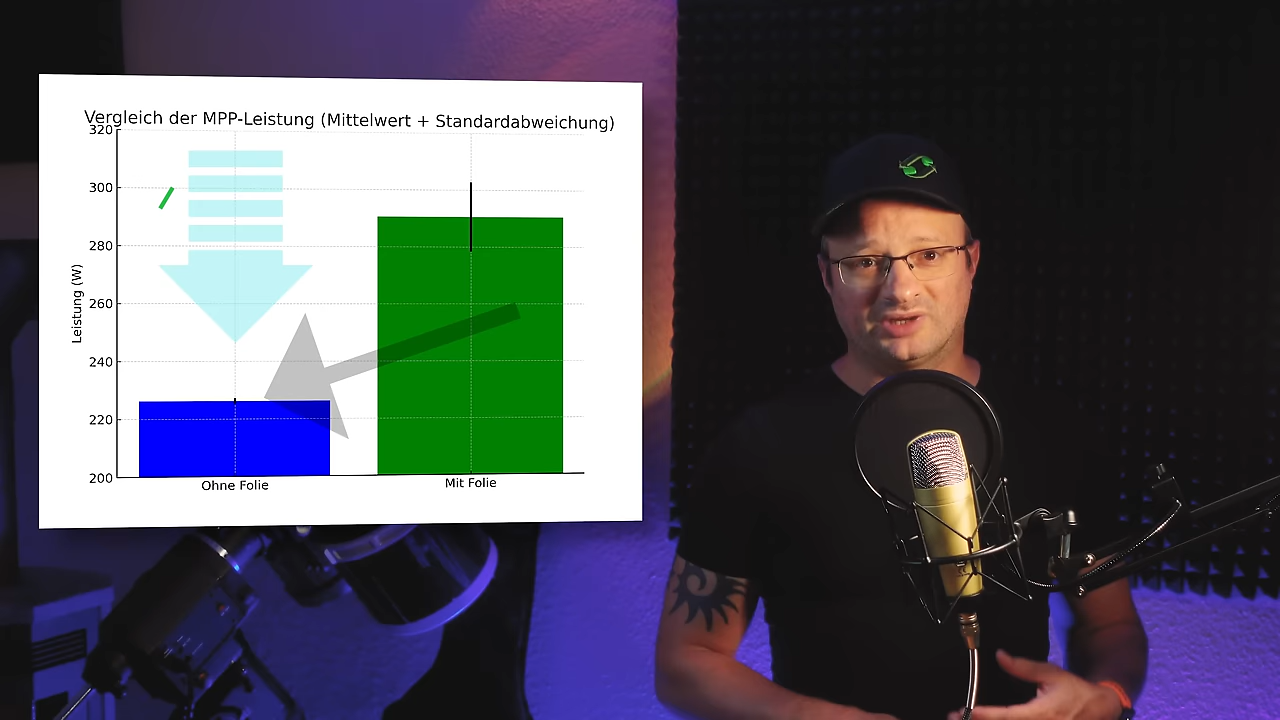 Vergleich der MPP-Leistung (Mittelwert + Standardabweichung)
320
300
280
260
240
220
200
Leistung (W)
Ohne Folie
Mit Folie